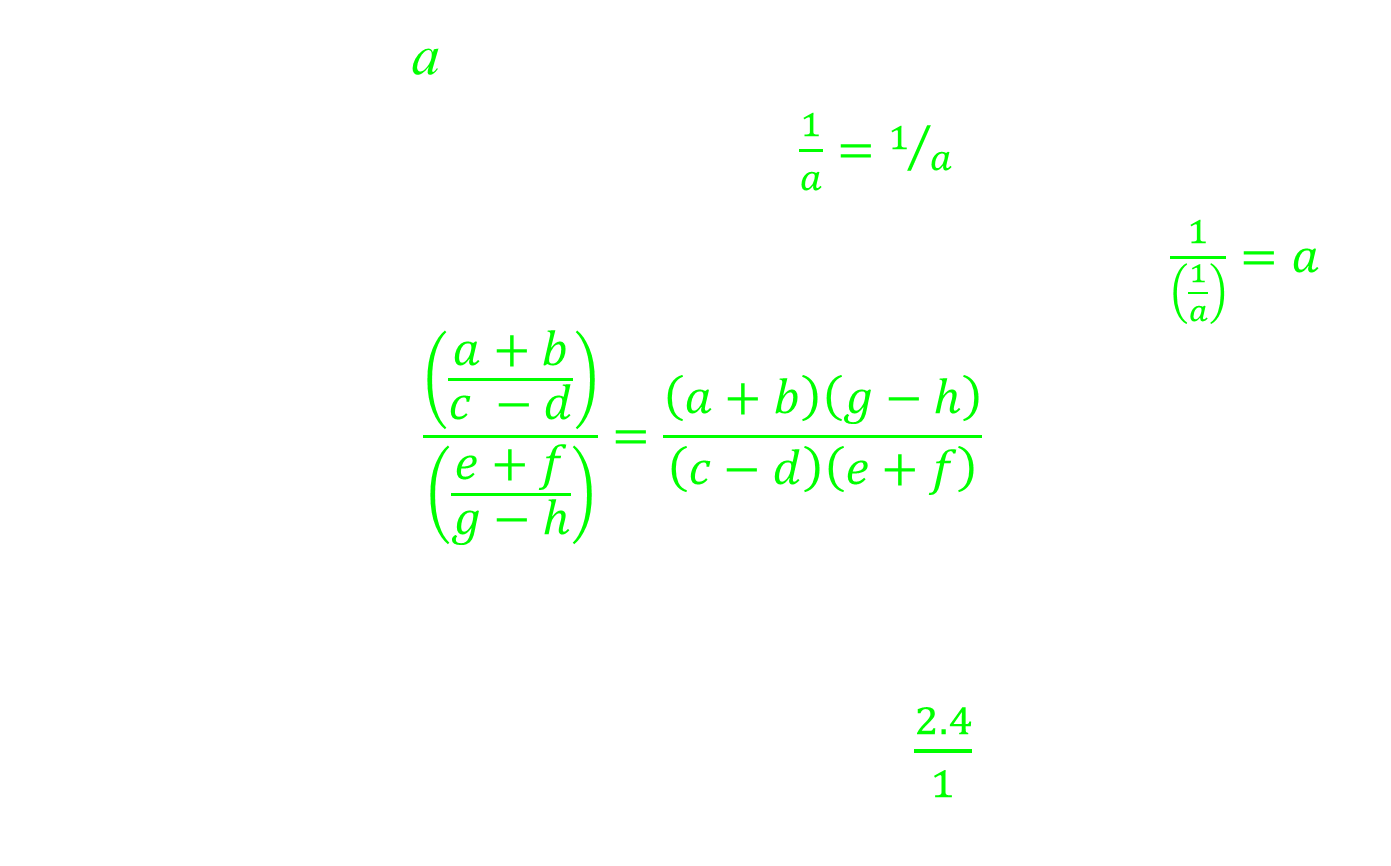 a
1/a = 1/a
1/(1/a) = a
((a + b)/(c − d))/((e + f)/(g − h)) = (a + b)(g − h)/(c − d)(e + f)
2.4/1